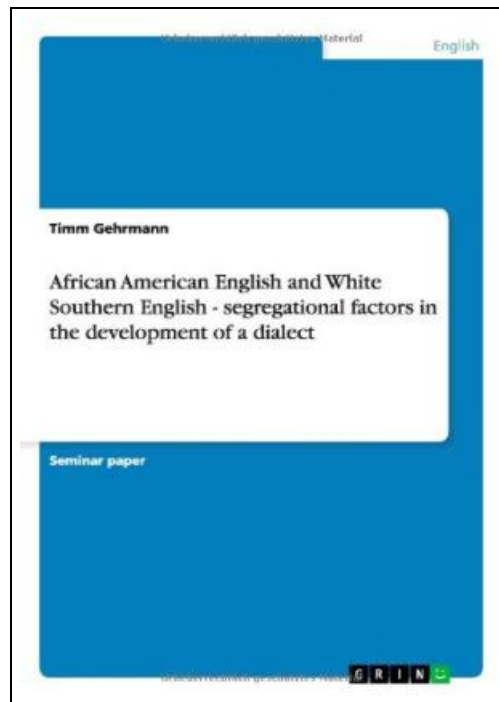 Material
English
Timm Gehrmann
African American English and White
Southern English - segregational factors in
the development of a dialect
Seminar paper
GRIN